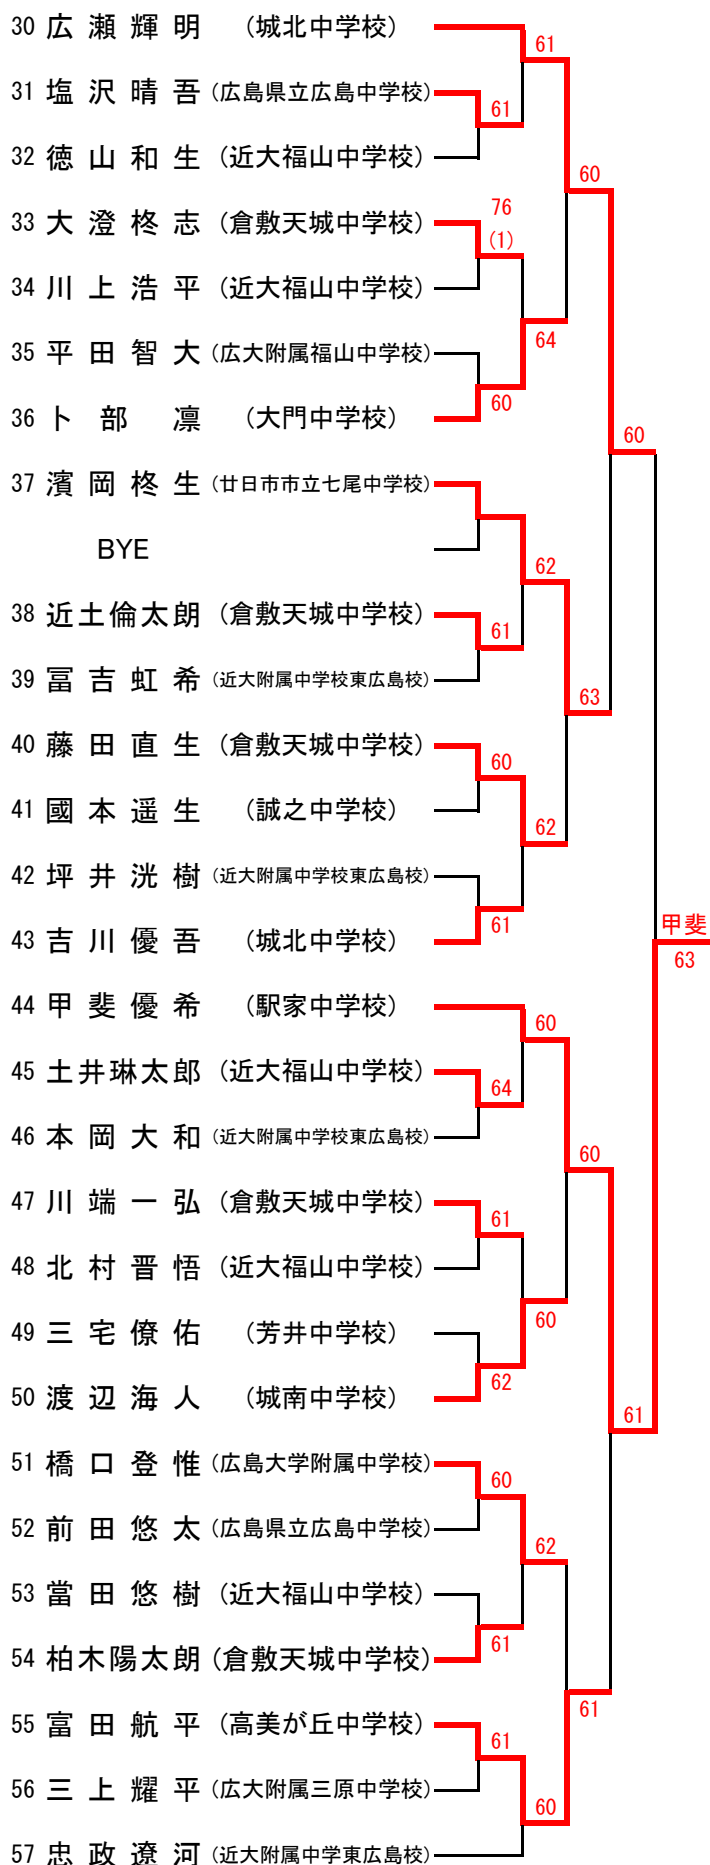 30 広瀬輝明 (城北中学校)
61
31 塩沢晴吾 (広島県立広島中学校)
61
32 徳山和生 (近大福山中学校)
60
33 大澄柊志 (倉敷天城中学校)
76
(1)
34 川上浩平 (近大福山中学校)
64
35 平田智大 (広大附属福山中学校)
60
36 卜部凛 (大門中学校)
60
37 濱岡柊生 (廿日市市立七尾中学校)
BYE
62
38 近土倫太朗 (倉敷天城中学校)
61
39 冨吉虹希 (近大附属中学校東広島校)
63
40 藤田直生 (倉敷天城中学校)
60
41 國本遥生 (誠之中学校)
62
42 坪井洸樹 (近大附属中学校東広島校)
61
43 吉川優吾 (城北中学校)
甲斐
63
44 甲斐優希 (駅家中学校)
60
45 土井琳太郎 (近大福山中学校)
64
46 本岡大和 (近大附属中学校東広島校)
60
47 川端一弘 (倉敷天城中学校)
61
48 北村晋悟 (近大福山中学校)
60
49 三宅僚佑 (芳井中学校)
62
50 渡辺海人 (城南中学校)
61
51 橋口登惟 (広島大学附属中学校)
60
52 前田悠太 (広島県立広島中学校)
62
53 當田悠樹 (近大福山中学校)
61
54 柏木陽太朗 (倉敷天城中学校)
61
55 富田航平 (高美が丘中学校)
61
56 三上耀平 (広大附属三原中学校)
60
57 忠政遼河 (近大附属中学東広島校)